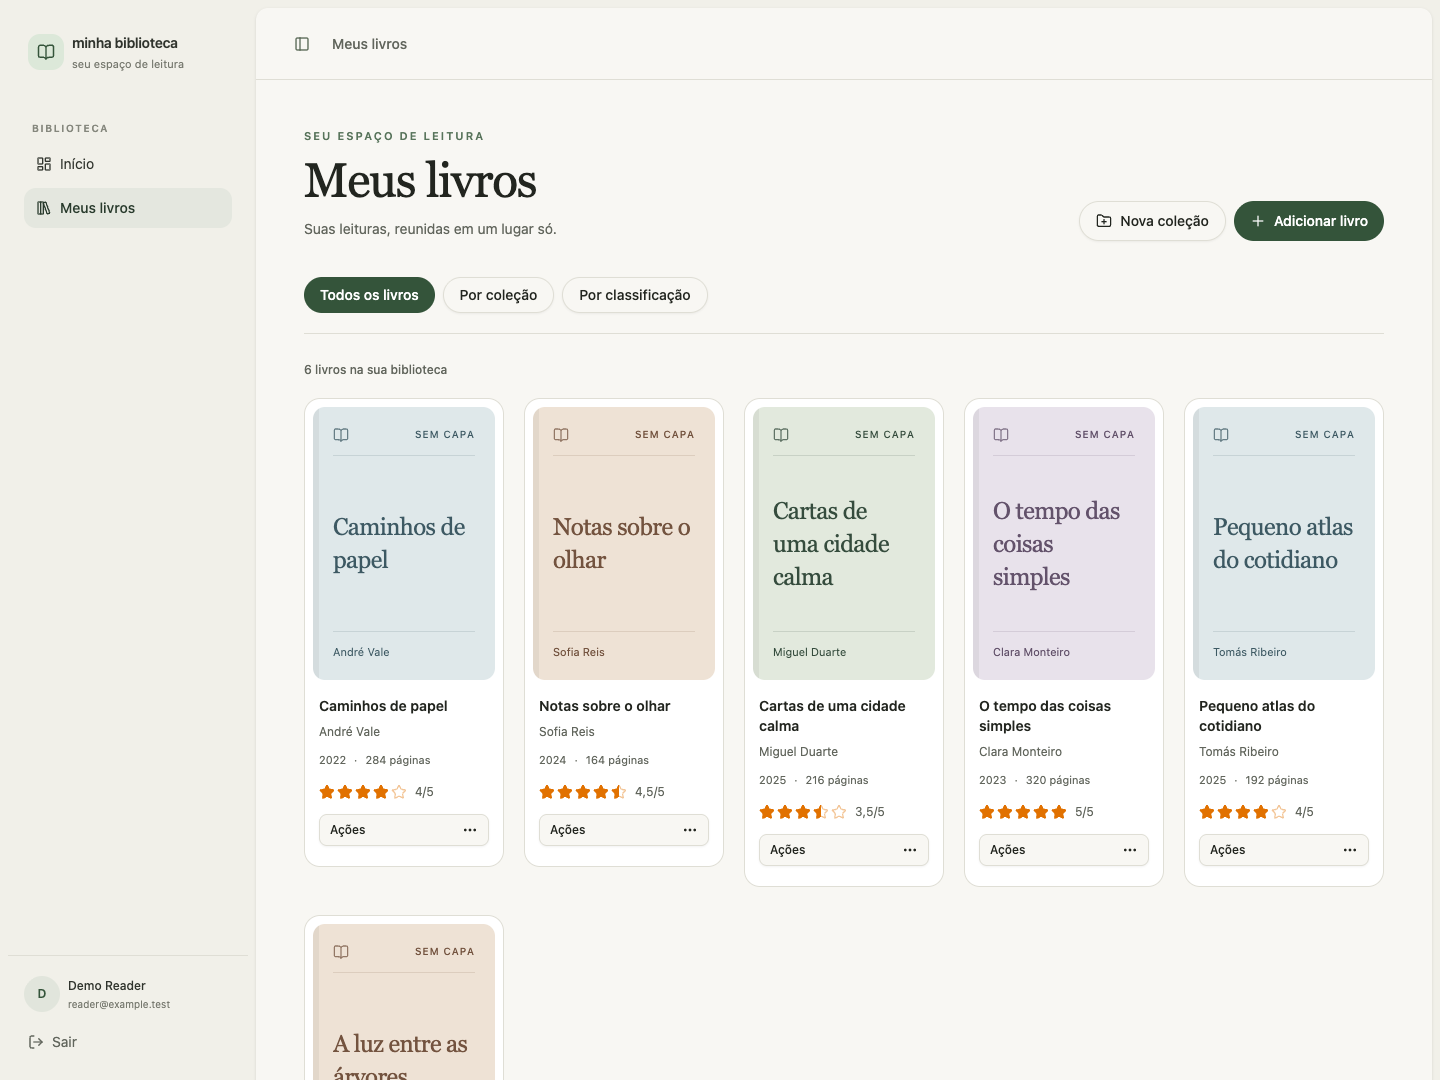 minha biblioteca
seu espaço de leitura
BIBLIOTECA
Início
Meus livros
Demo Reader
D
reader@example.test
Sair
Meus livros
SEU ESPAÇO DE LEITURA
Meus livros
Suas leituras, reunidas em um lugar só.
Nova coleção
Adicionar livro
Todos os livros
Por coleção
Por classificação
6 livros na sua biblioteca
SEM CAPA
Caminhos de
papel
André Vale
Caminhos de papel
André Vale
2022 · 284 páginas
4/5
Ações
SEM CAPA
Notas sobre o
olhar
Sofia Reis
Notas sobre o olhar
Sofia Reis
2024 · 164 páginas
4,5/5
Ações
SEM CAPA
Cartas de
uma cidade
calma
Miguel Duarte
Cartas de uma cidade
calma
Miguel Duarte
2025 · 216 páginas
3,5/5
Ações
SEM CAPA
O tempo das
coisas
simples
Clara Monteiro
O tempo das coisas
simples
Clara Monteiro
2023 · 320 páginas
5/5
Ações
SEM CAPA
Pequeno atlas
do cotidiano
Tomás Ribeiro
Pequeno atlas do
cotidiano
Tomás Ribeiro
2025 · 192 páginas
4/5
Ações
SEM CAPA
A luz entre as
árvores